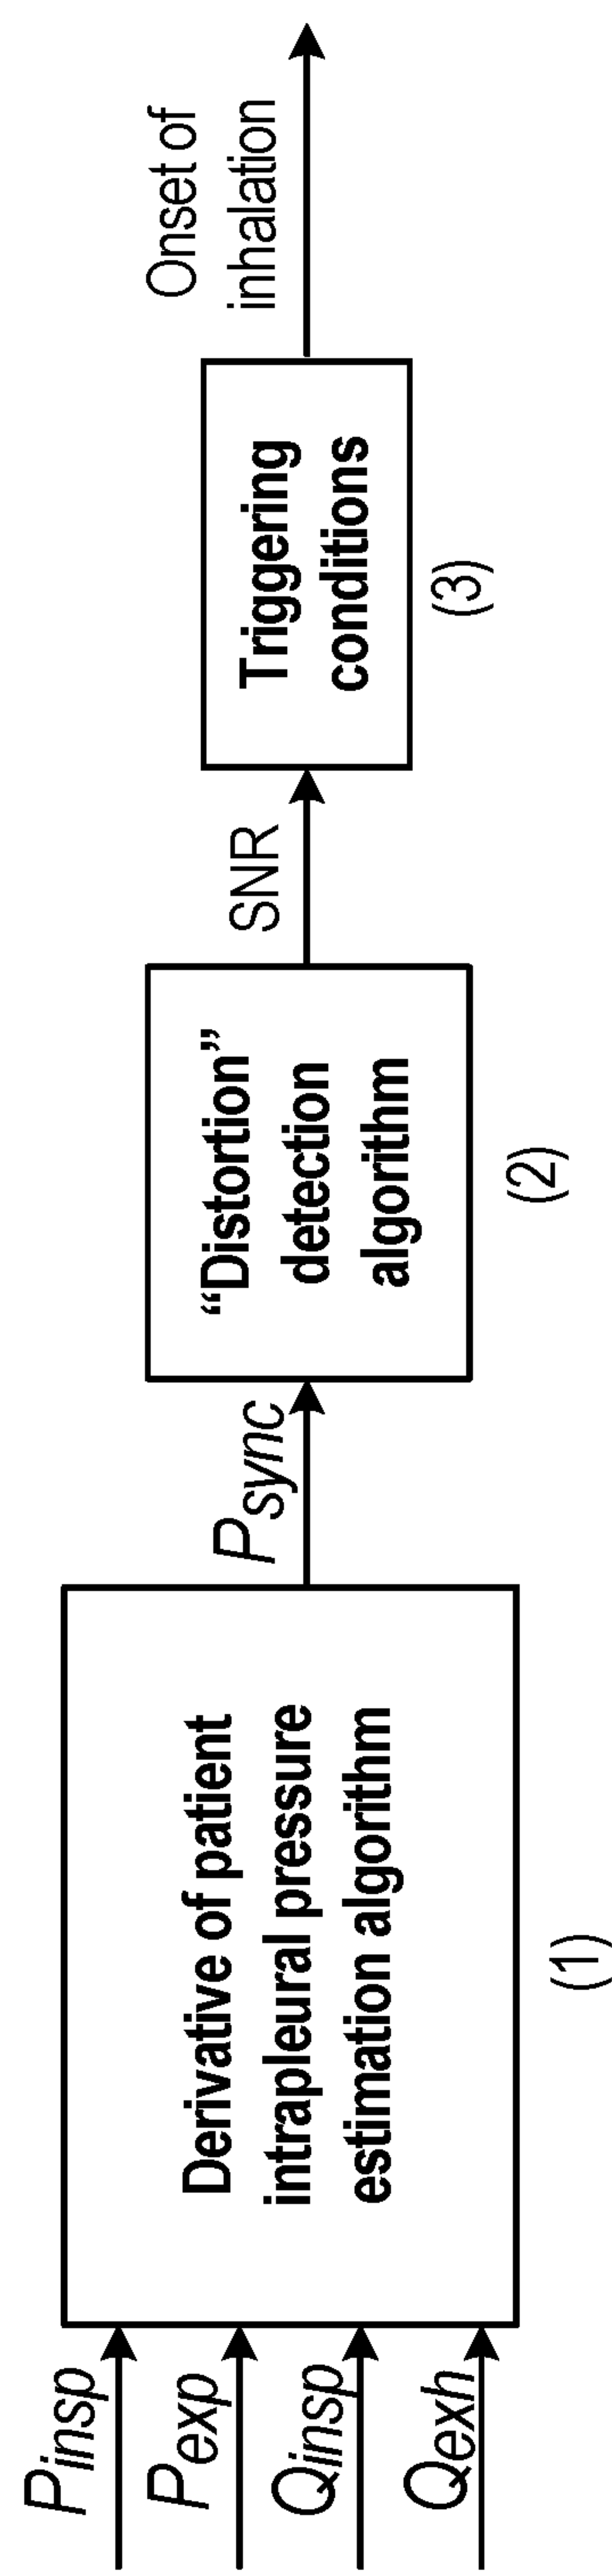 Pinsp
Pexp
Qinsp
Qexh
Derivative of patient
intrapleural pressure
estimation algorithm
(1)
Psync
“Distortion”
detection
algorithm
(2)
SNR
Triggering
conditions
(3)
Onset of
inhalation